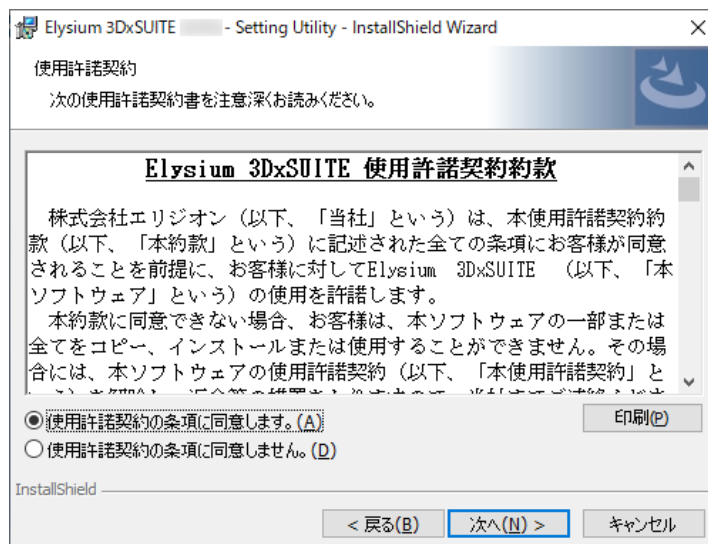 Elysium 3DxSUITE - Setting Utility - InstallShield Wizard
使用許諾契約
次の使用許諾契約書を注意深くお読みください。
Elysium 3DxSUITE 使用許諾契約約款
株式会社エリジオン（以下、「当社」という）は、本使用許諾契約約
款（以下、「本約款」という）に記述された全ての条項にお客様が同意
されることを前提に、お客様に対してElysium 3DxSUITE （以下、「本
ソフトウェア」という）の使用を許諾します。
本約款に同意できない場合、お客様は、本ソフトウェアの一部または
全てをコピー、インストールまたは使用することができません。その場
合には、本ソフトウェアの使用許諾契約（以下、「本使用許諾契約」と
使用許諾契約の条項に同意します。(A)
印刷(P)
使用許諾契約の条項に同意しません。(D)
InstallShield
< 戻る(B)
次へ(N) >
キャンセル